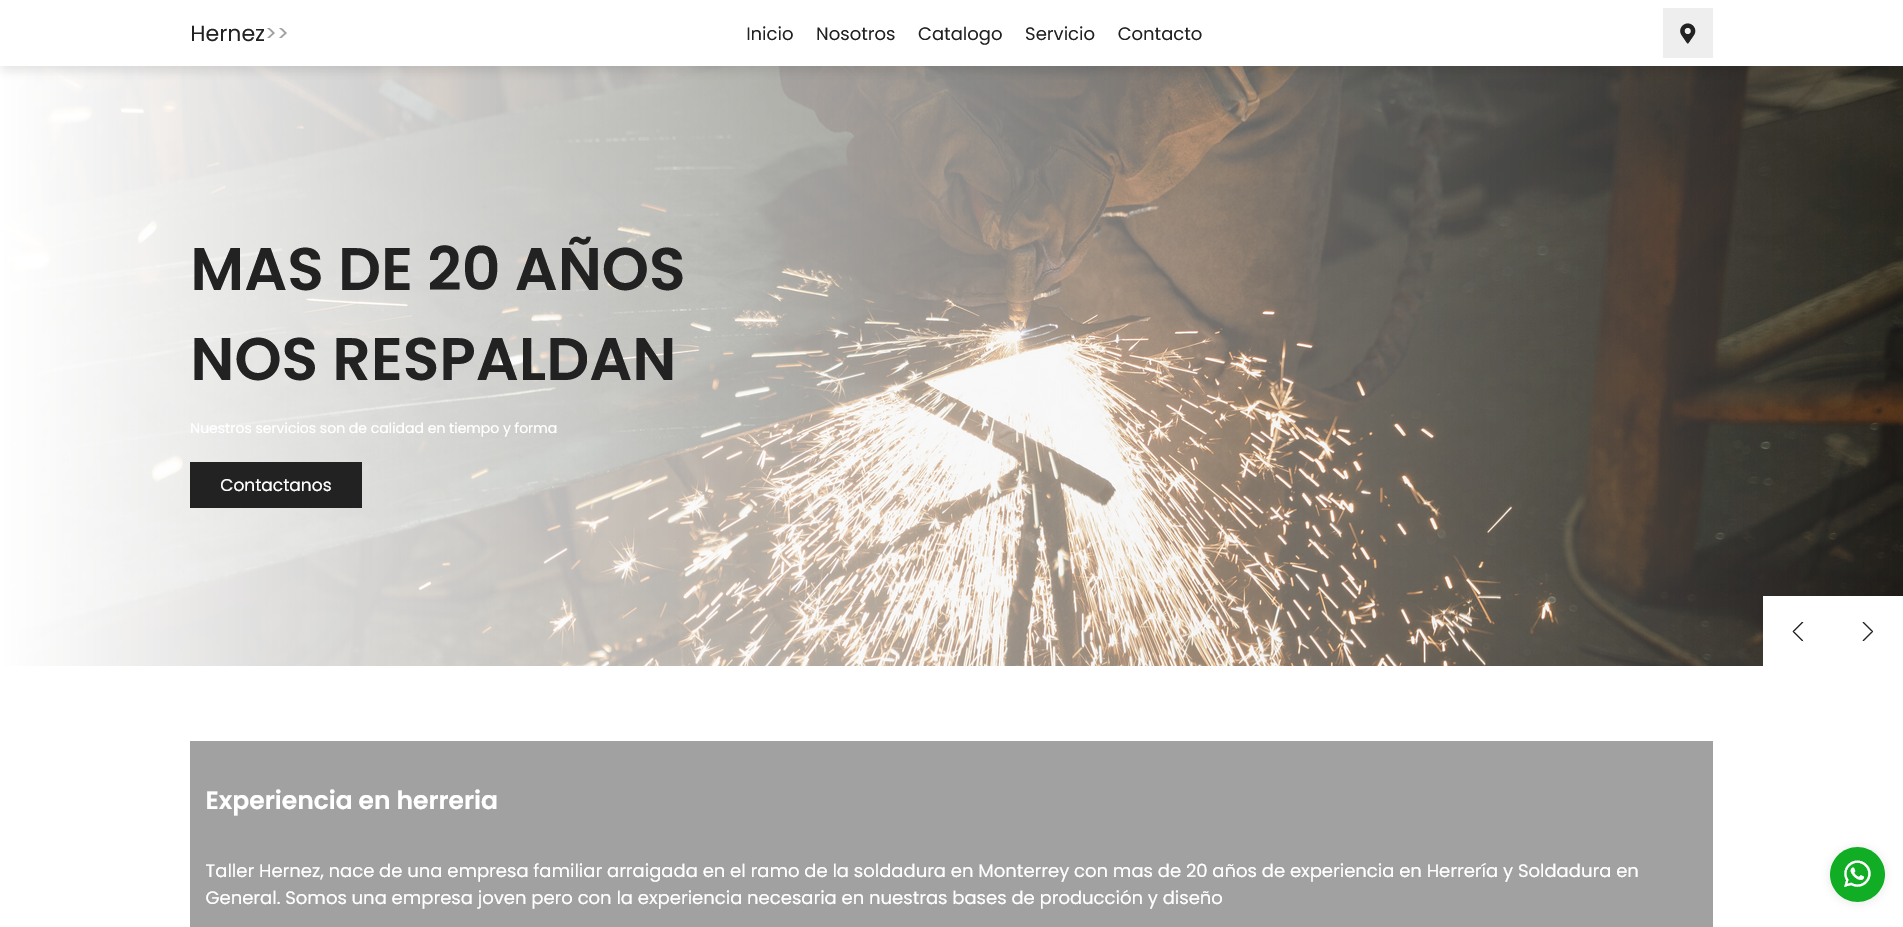 Hernez>>
Inicio Nosotros Catalogo Servicio Contacto
MAS DE 20 AÑOS
NOS RESPALDAN
Nuestros servicios son de calidad en tiempo y forma
Contactanos
Experiencia en herreria
Taller Hernez, nace de una empresa familiar arraigada en el ramo de la soldadura en Monterrey con mas de 20 años de experiencia en Herrería y Soldadura en
General. Somos una empresa joven pero con la experiencia necesaria en nuestras bases de producción y diseño